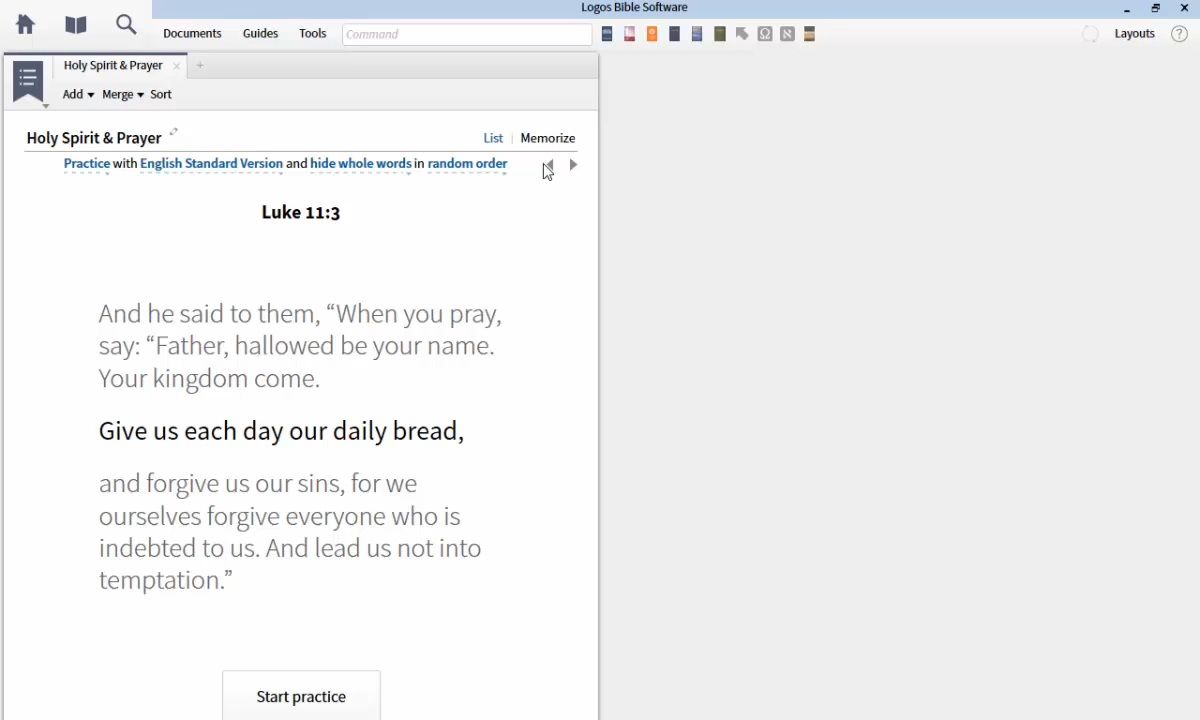 Logos Bible Software
Documents Guides Tools Command Layouts ?
Holy Spirit & Prayer
Add Merge Sort
Holy Spirit & Prayer List | Memorize
Practice with English Standard Version and hide whole words in random order
Luke 11:3
And he said to them, “When you pray,
say: “Father, hallowed be your name.
Your kingdom come.
Give us each day our daily bread,
and forgive us our sins, for we
ourselves forgive everyone who is
indebted to us. And lead us not into
temptation.”
Start practice